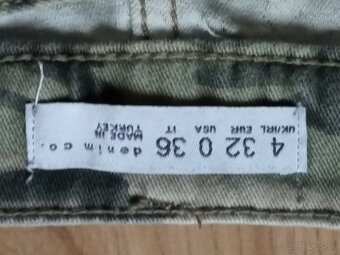 4 32 0 36
UK/IRL EUR USA IT
MADE IN
TURKEY
denim co.